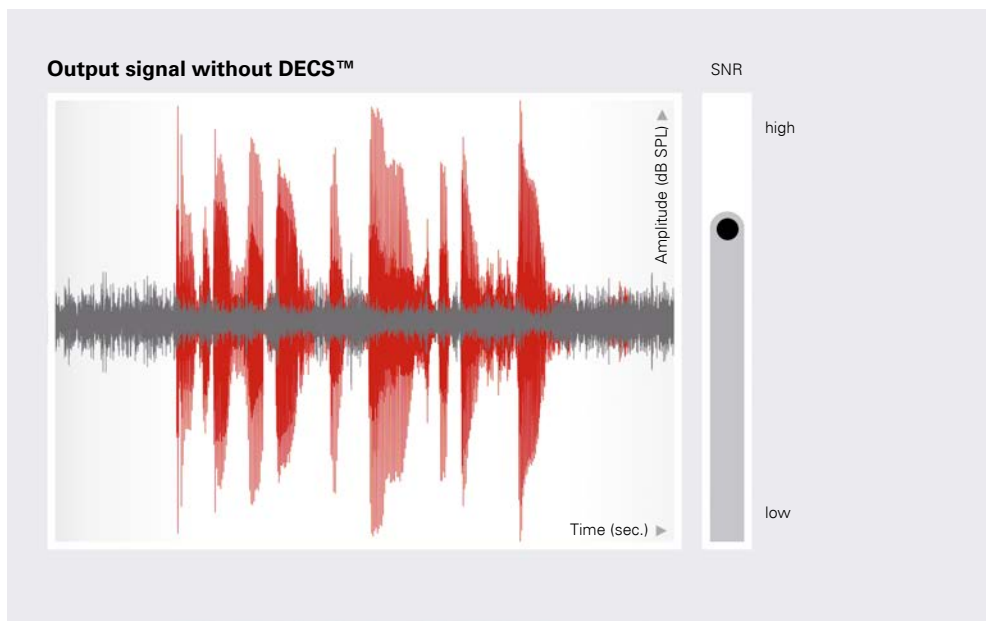 Output signal without DECS™
SNR
Amplitude (dB SPL)
high
Time (sec.)
low